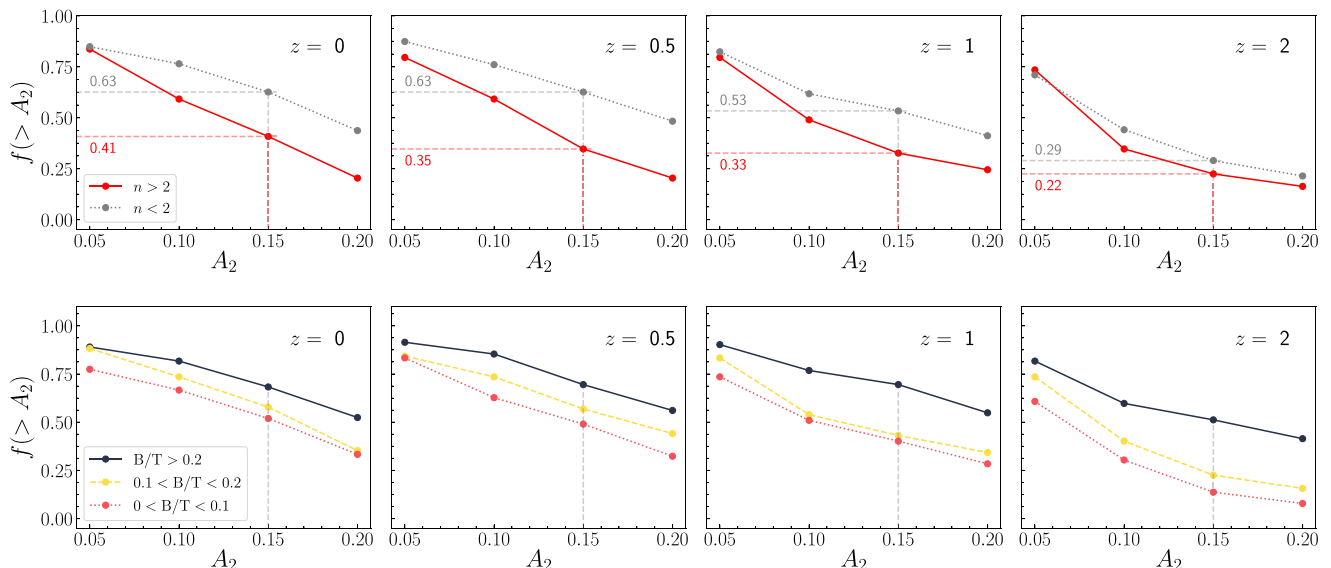 1.00
0.75
0.50
0.25
0.00
f(> A₂)
z = 0
0.63
0.41
n > 2
n < 2
0.05 0.10 0.15 0.20
A₂
z = 0.5
0.63
0.35
0.05 0.10 0.15 0.20
A₂
z = 1
0.53
0.33
0.05 0.10 0.15 0.20
A₂
z = 2
0.29
0.22
0.05 0.10 0.15 0.20
A₂
1.00
0.75
0.50
0.25
0.00
f(> A₂)
z = 0
B/T > 0.2
0.1 < B/T < 0.2
0 < B/T < 0.1
0.05 0.10 0.15 0.20
A₂
z = 0.5
0.05 0.10 0.15 0.20
A₂
z = 1
0.05 0.10 0.15 0.20
A₂
z = 2
0.05 0.10 0.15 0.20
A₂